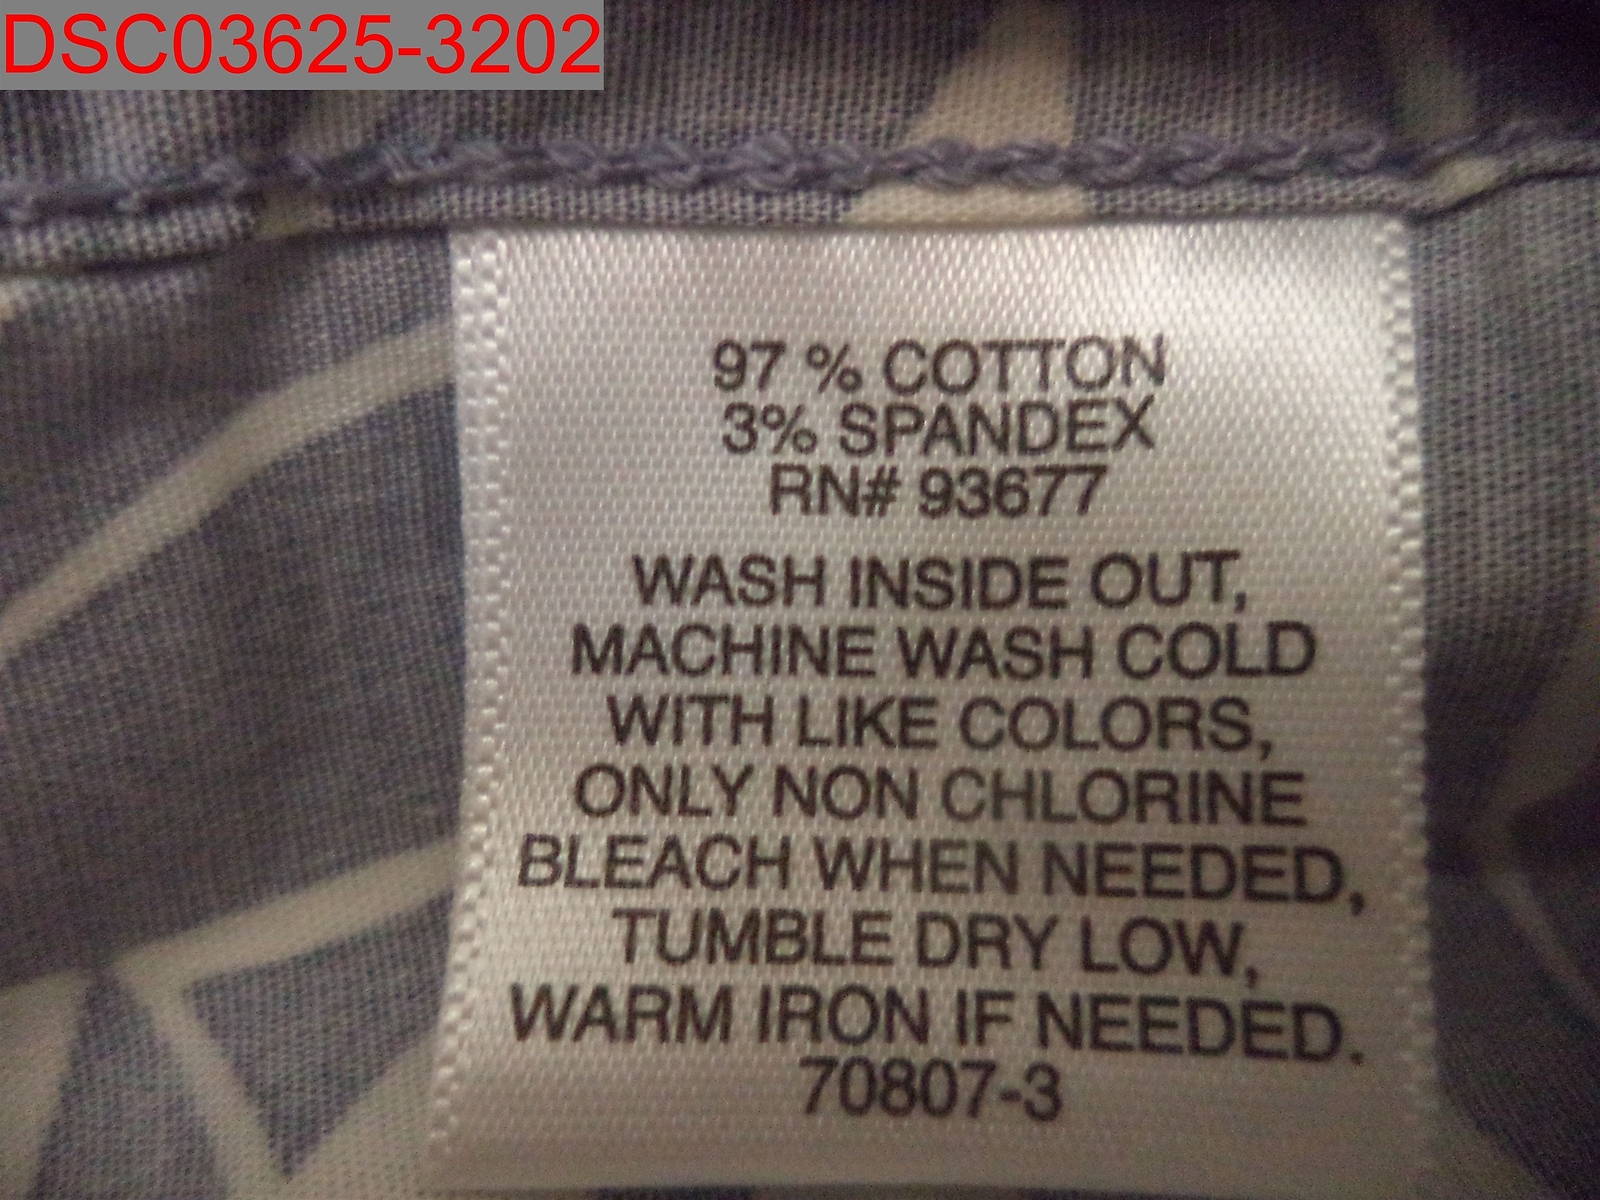 DSC03625-3202
97 % COTTON
3% SPANDEX
RN# 93677
WASH INSIDE OUT,
MACHINE WASH COLD
WITH LIKE COLORS,
ONLY NON CHLORINE
BLEACH WHEN NEEDED,
TUMBLE DRY LOW,
WARM IRON IF NEEDED.
70807-3